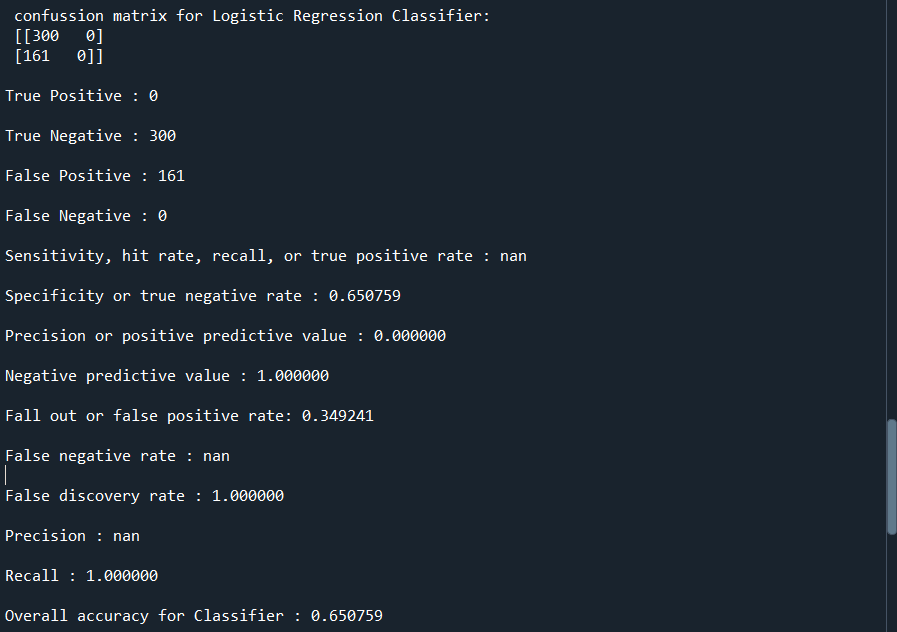 confussion matrix for Logistic Regression Classifier:
[[300   0]
[161   0]]
True Positive : 0
True Negative : 300
False Positive : 161
False Negative : 0
Sensitivity, hit rate, recall, or true positive rate : nan
Specificity or true negative rate : 0.650759
Precision or positive predictive value : 0.000000
Negative predictive value : 1.000000
Fall out or false positive rate: 0.349241
False negative rate : nan
False discovery rate : 1.000000
Precision : nan
Recall : 1.000000
Overall accuracy for Classifier : 0.650759